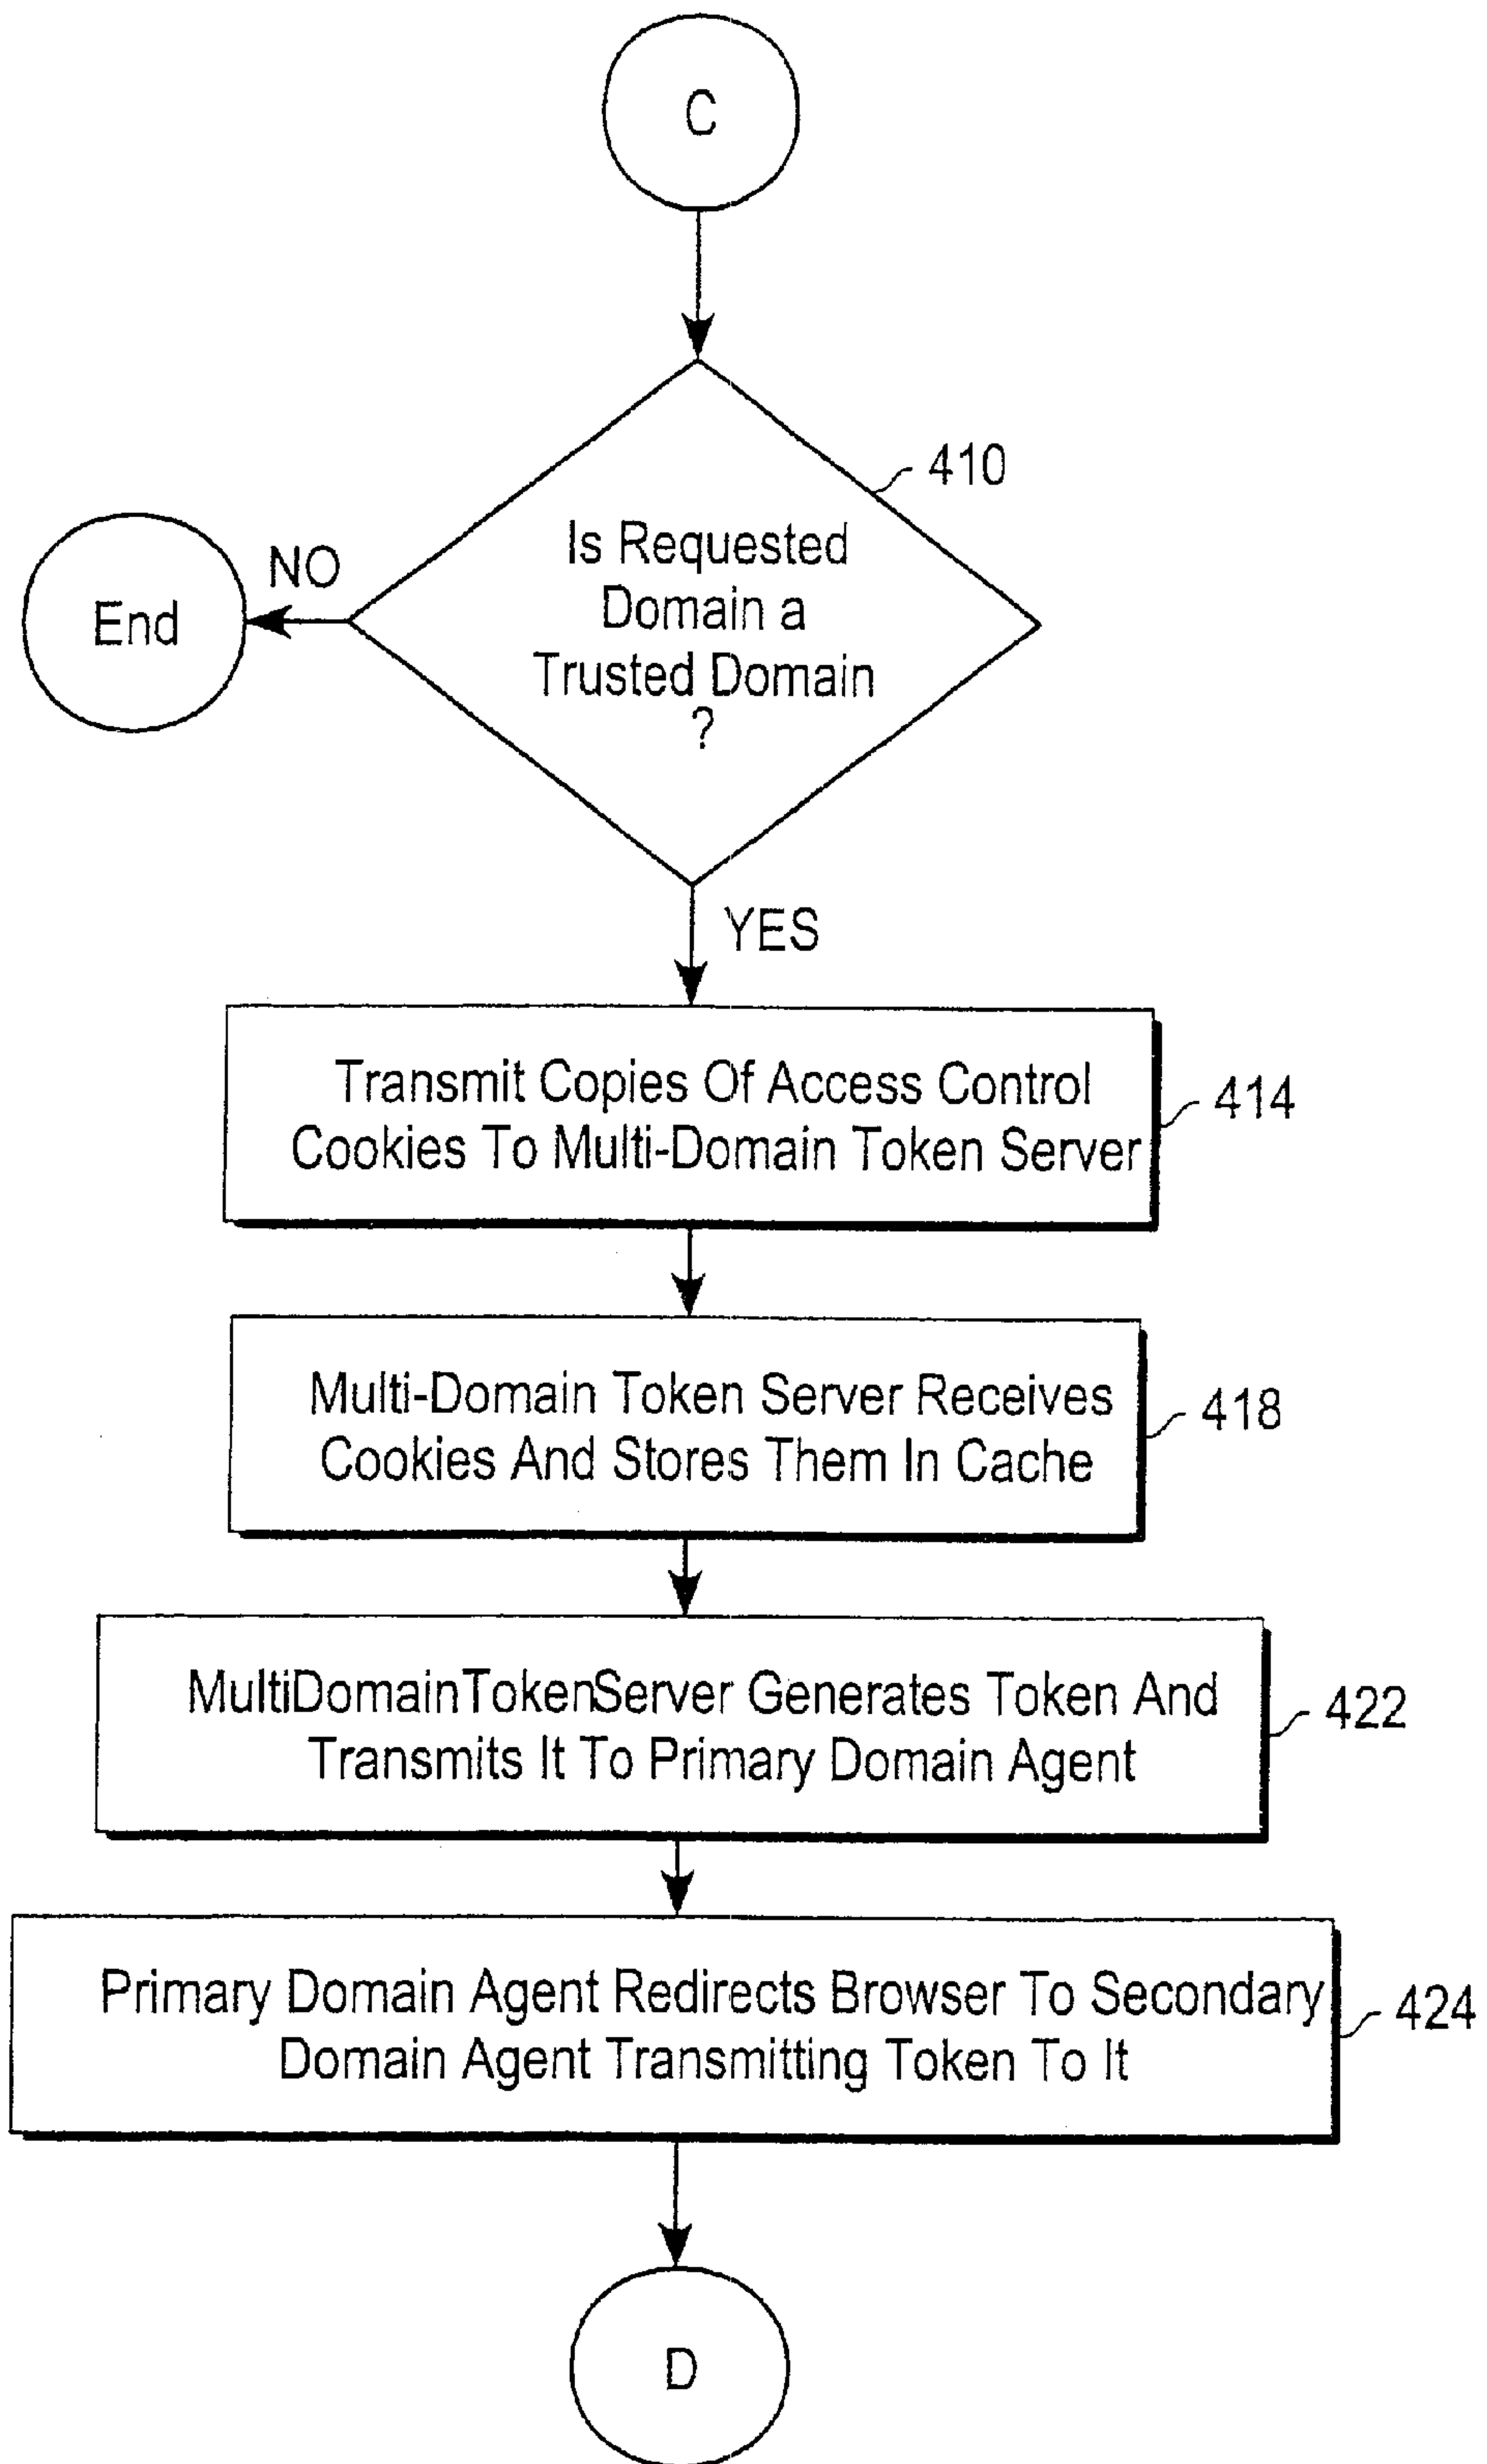 C
410
Is Requested
Domain a
Trusted Domain
?
NO
End
YES
Transmit Copies Of Access Control
Cookies To Multi-Domain Token Server
414
Multi-Domain Token Server Receives
Cookies And Stores Them In Cache
418
MultiDomainTokenServer Generates Token And
Transmits It To Primary Domain Agent
422
Primary Domain Agent Redirects Browser To Secondary
Domain Agent Transmitting Token To It
424
D